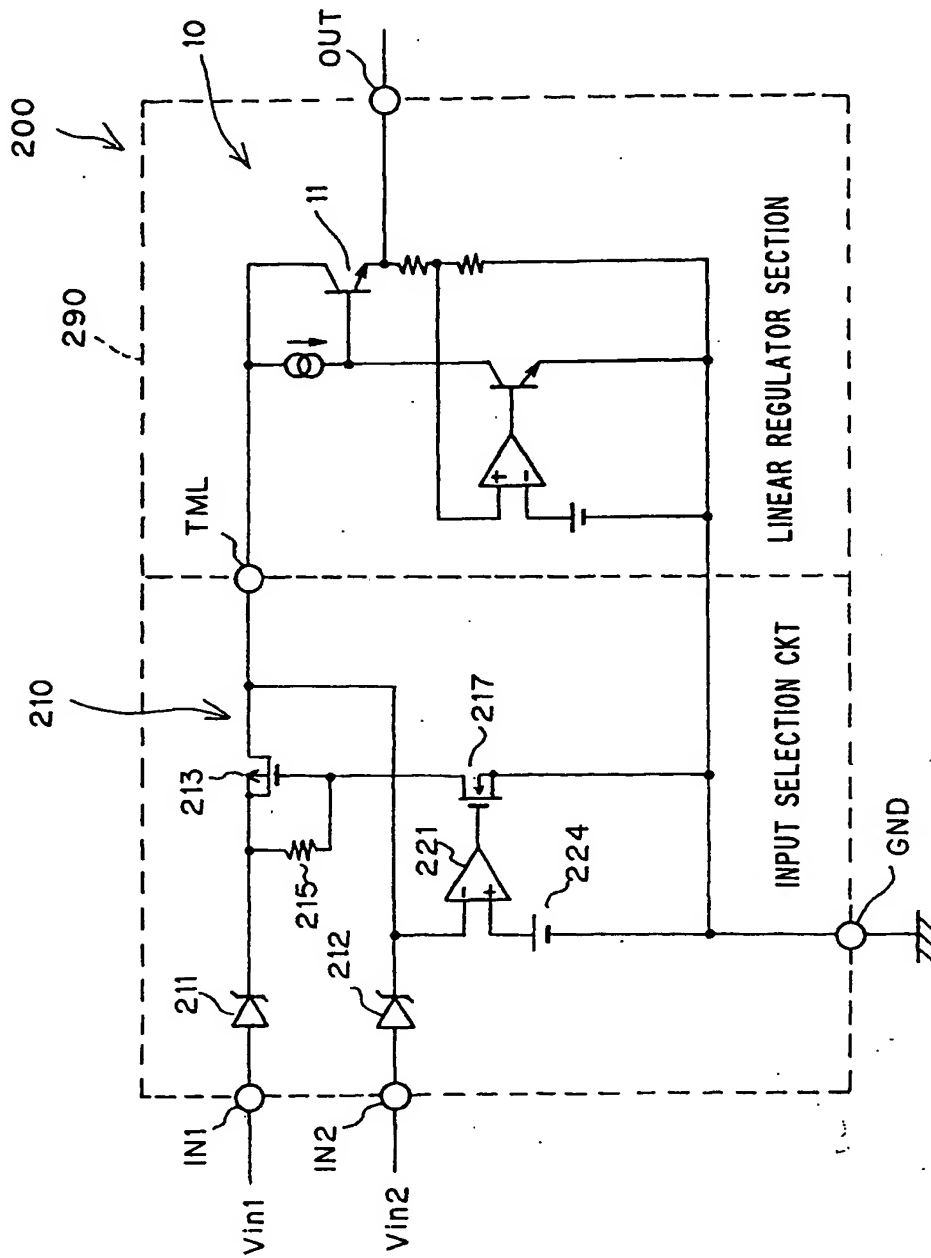 200
10
290
11
OUT
TML
210
213
215
217
221
224
211
212
IN1
Vin1
IN2
Vin2
GND
+
-
-
+
INPUT SELECTION CKT
LINEAR REGULATOR SECTION